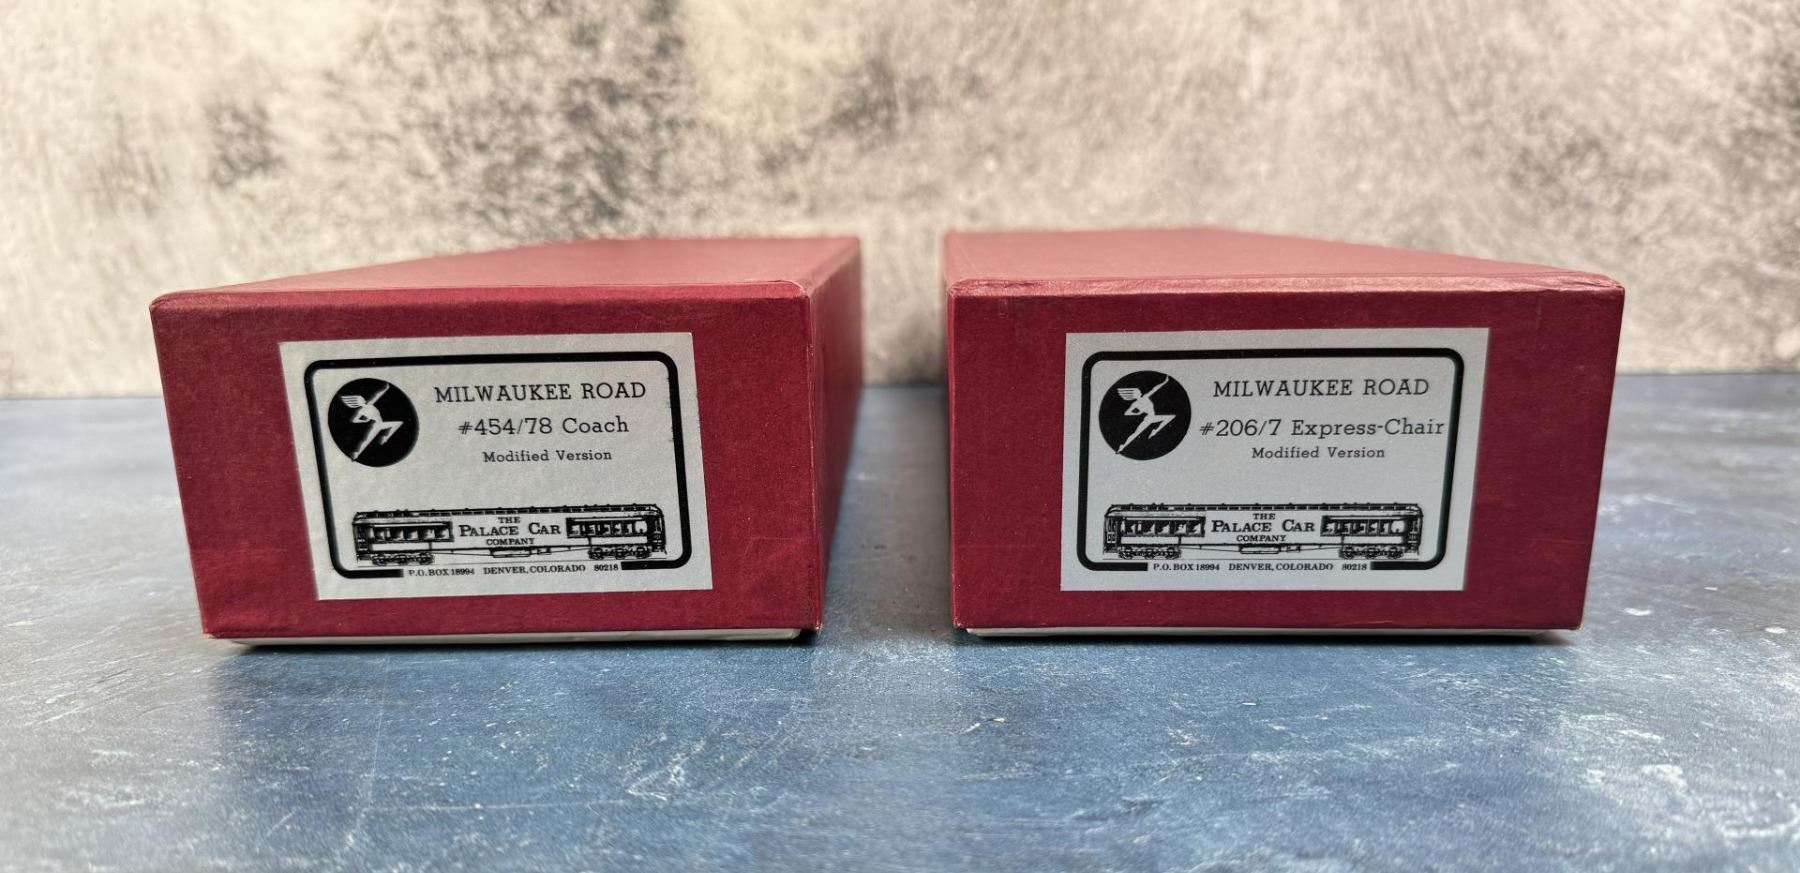 MILWAUKEE ROAD
#454/78 Coach
Modified Version
THE
PALACE CAR
COMPANY
P.O. BOX 18994 DENVER, COLORADO 80218
MILWAUKEE ROAD
#206/7 Express-Chair
Modified Version
THE
PALACE CAR
COMPANY
P.O. BOX 18994 DENVER, COLORADO 80218